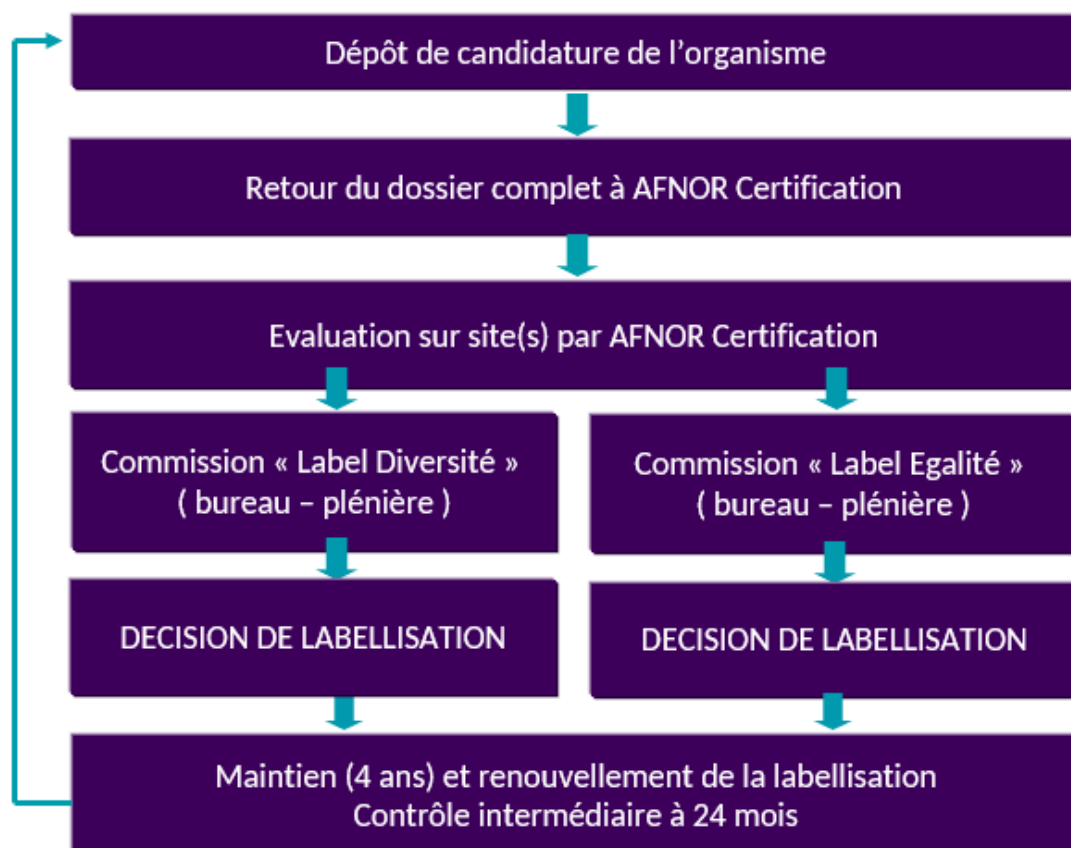 Dépôt de candidature de l’organisme
Retour du dossier complet à AFNOR Certification
Evaluation sur site(s) par AFNOR Certification
Commission « Label Diversité »
( bureau – plénière )
Commission « Label Egalité »
( bureau – plénière )
DECISION DE LABELLISATION
DECISION DE LABELLISATION
Maintien (4 ans) et renouvellement de la labellisation
Contrôle intermédiaire à 24 mois